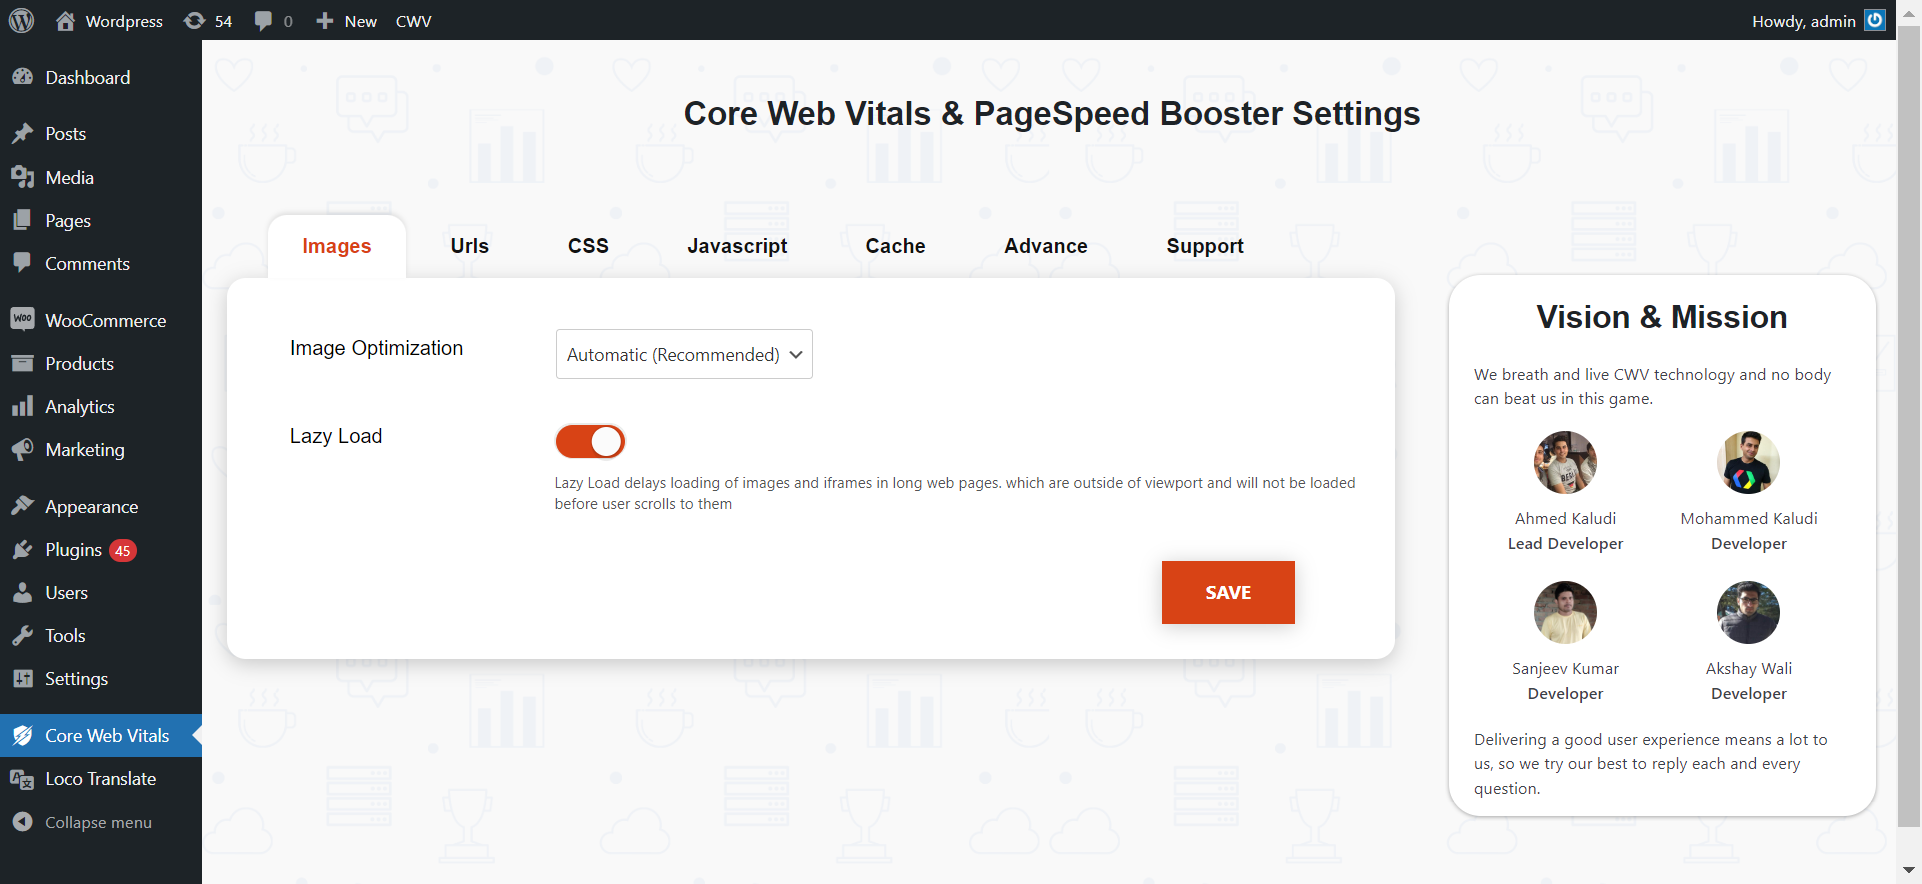 Wordpress 54 0 New CWV Howdy, admin
Dashboard
Posts
Media
Pages
Comments
WOO WooCommerce
Products
Analytics
Marketing
Appearance
Plugins 45
Users
Tools
Settings
Core Web Vitals
Loco Translate
Collapse menu
Core Web Vitals & PageSpeed Booster Settings
Images Urls CSS Javascript Cache Advance Support
Image Optimization Automatic (Recommended)
Lazy Load
Lazy Load delays loading of images and iframes in long web pages. which are outside of viewport and will not be loaded
before user scrolls to them
SAVE
Vision & Mission
We breath and live CWV technology and no body
can beat us in this game.
Ahmed Kaludi Mohammed Kaludi
Lead Developer Developer
Sanjeev Kumar Akshay Wali
Developer Developer
Delivering a good user experience means a lot to
us, so we try our best to reply each and every
question.